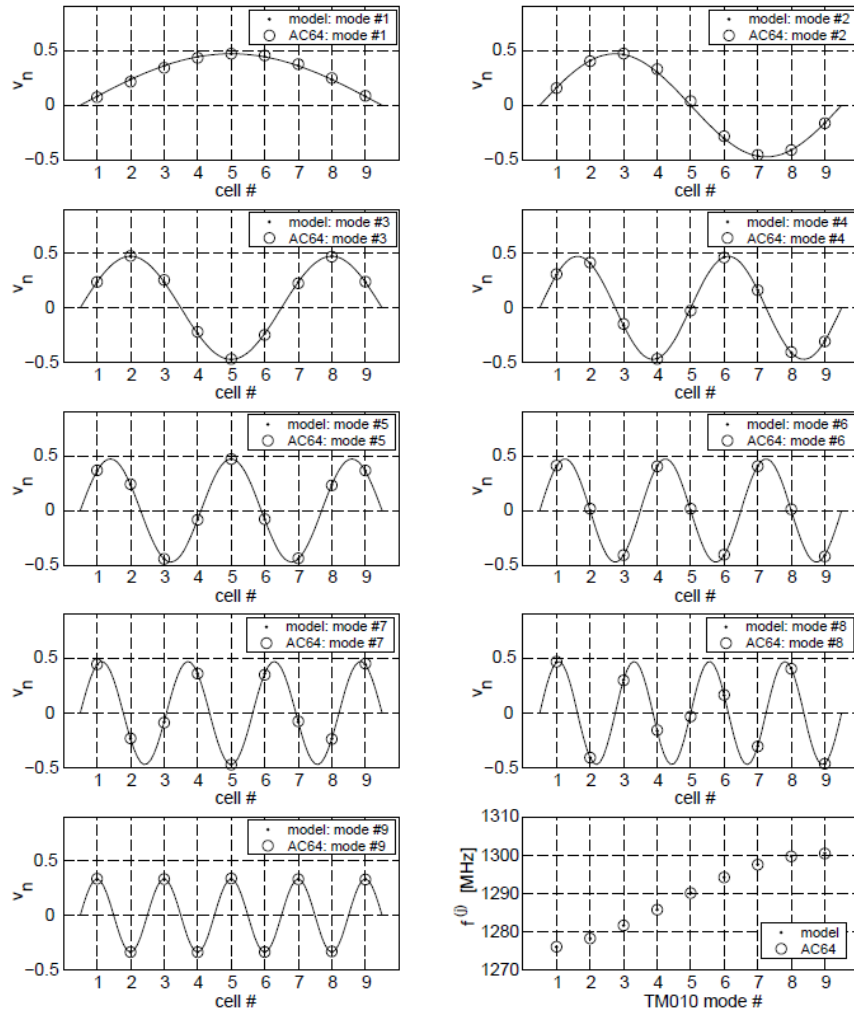 model: mode #1
AC64: mode #1
0.5
0
−0.5
v_n
1 2 3 4 5 6 7 8 9
cell #
model: mode #2
AC64: mode #2
0.5
0
−0.5
v_n
1 2 3 4 5 6 7 8 9
cell #
model: mode #3
AC64: mode #3
0.5
0
−0.5
v_n
1 2 3 4 5 6 7 8 9
cell #
model: mode #4
AC64: mode #4
0.5
0
−0.5
v_n
1 2 3 4 5 6 7 8 9
cell #
model: mode #5
AC64: mode #5
0.5
0
−0.5
v_n
1 2 3 4 5 6 7 8 9
cell #
model: mode #6
AC64: mode #6
0.5
0
−0.5
v_n
1 2 3 4 5 6 7 8 9
cell #
model: mode #7
AC64: mode #7
0.5
0
−0.5
v_n
1 2 3 4 5 6 7 8 9
cell #
model: mode #8
AC64: mode #8
0.5
0
−0.5
v_n
1 2 3 4 5 6 7 8 9
cell #
model: mode #9
AC64: mode #9
0.5
0
−0.5
v_n
1 2 3 4 5 6 7 8 9
cell #
1310
1300
1290
1280
1270
f^(j) [MHz]
model
AC64
1 2 3 4 5 6 7 8 9
TM010 mode #